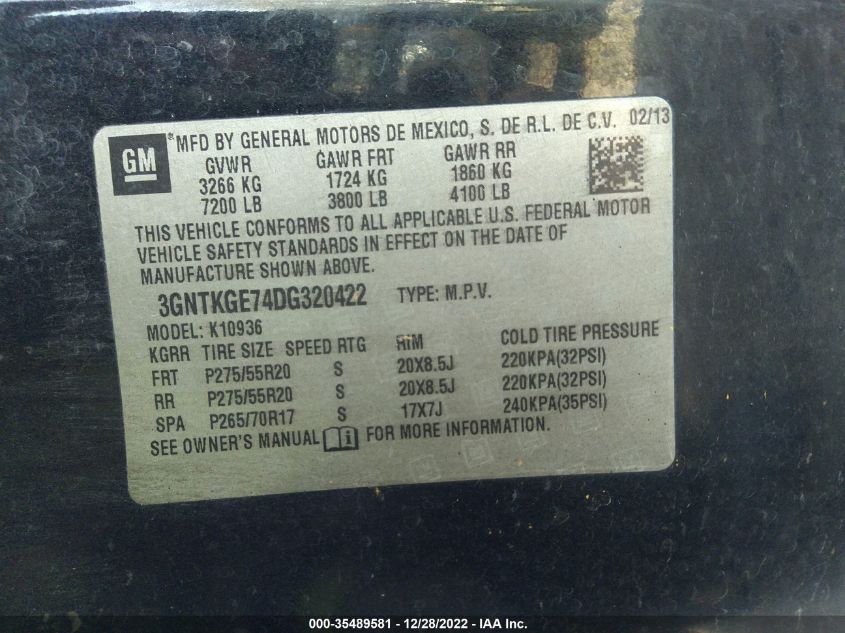 GM ® MFD BY GENERAL MOTORS DE MEXICO, S. DE R.L. DE C.V. 02/13
GVWR GAWR FRT GAWR RR
3266 KG 1724 KG 1860 KG
7200 LB 3800 LB 4100 LB
THIS VEHICLE CONFORMS TO ALL APPLICABLE U.S. FEDERAL MOTOR
VEHICLE SAFETY STANDARDS IN EFFECT ON THE DATE OF
MANUFACTURE SHOWN ABOVE.
3GNTKGE74DG320422 TYPE: M.P.V.
MODEL: K10936
KGRR TIRE SIZE SPEED RTG RIM COLD TIRE PRESSURE
FRT P275/55R20 S 20X8.5J 220KPA(32PSI)
RR P275/55R20 S 20X8.5J 220KPA(32PSI)
SPA P265/70R17 S 17X7J 240KPA(35PSI)
SEE OWNER'S MANUAL FOR MORE INFORMATION.
000-35489581 - 12/28/2022 - IAA Inc.